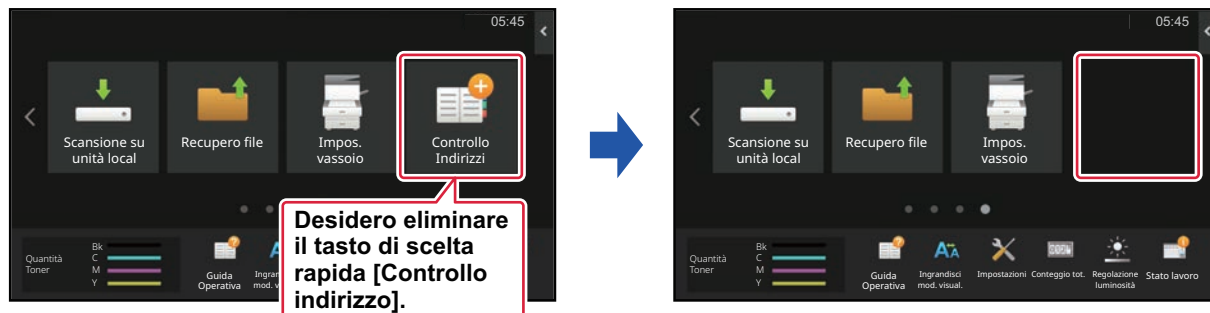 05:45
Scansione su
unità local
Recupero file
Impos.
vassoio
Controllo
Indirizzi
Desidero eliminare
il tasto di scelta
rapida [Controllo
indirizzo].
Quantità
Toner
Bk
C
M
Y
Guida
Operativa
Ingran
mod. v
05:45
Scansione su
unità local
Recupero file
Impos.
vassoio
Quantità
Toner
Bk
C
M
Y
Guida
Operativa
Ingrandisci
mod. visual.
Impostazioni
Conteggio tot.
Regolazione
luminosità
Stato lavoro